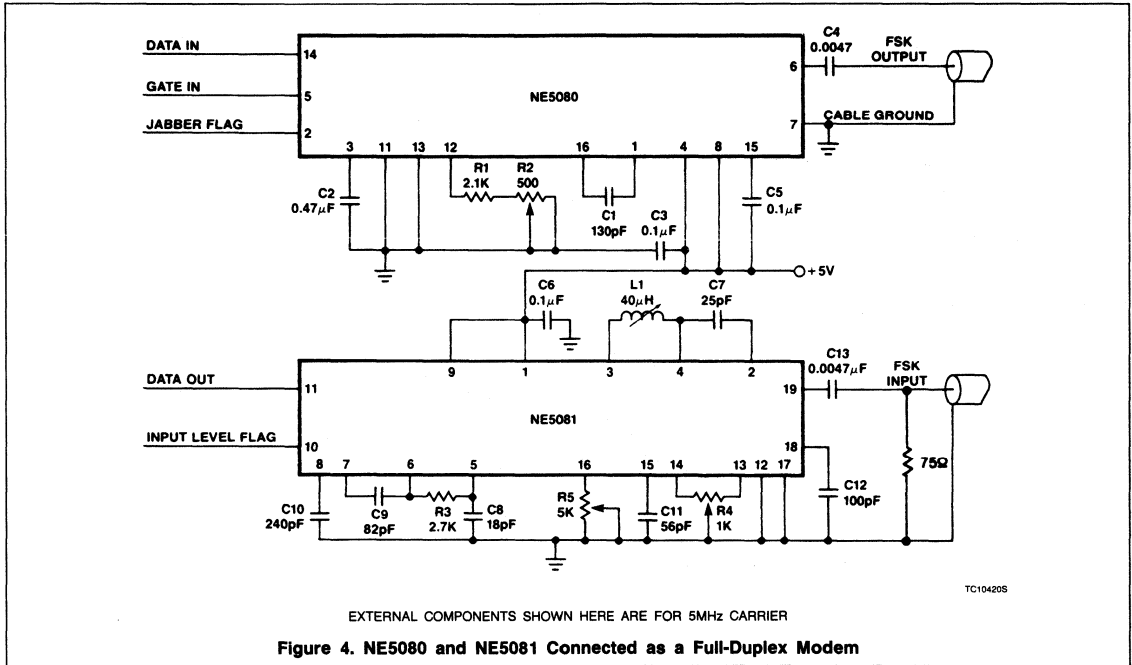 DATA IN
14
GATE IN
5
JABBER FLAG
2
NE5080
C4
0.0047
FSK
OUTPUT
6
7
CABLE GROUND
3
11
13
12
16
1
4
8
15
C2
0.47μF
R1
2.1K
R2
500
C1
130pF
C3
0.1μF
C5
0.1μF
+5V
C6
0.1μF
L1
40μH
C7
25pF
9
1
3
4
2
DATA OUT
11
INPUT LEVEL FLAG
10
NE5081
C13
0.0047μF
FSK
INPUT
19
18
75Ω
8
7
6
5
16
15
14
13
12
17
C10
240pF
C9
82pF
R3
2.7K
C8
18pF
R5
5K
C11
56pF
R4
1K
C12
100pF
TC10420S
EXTERNAL COMPONENTS SHOWN HERE ARE FOR 5MHz CARRIER
Figure 4. NE5080 and NE5081 Connected as a Full-Duplex Modem